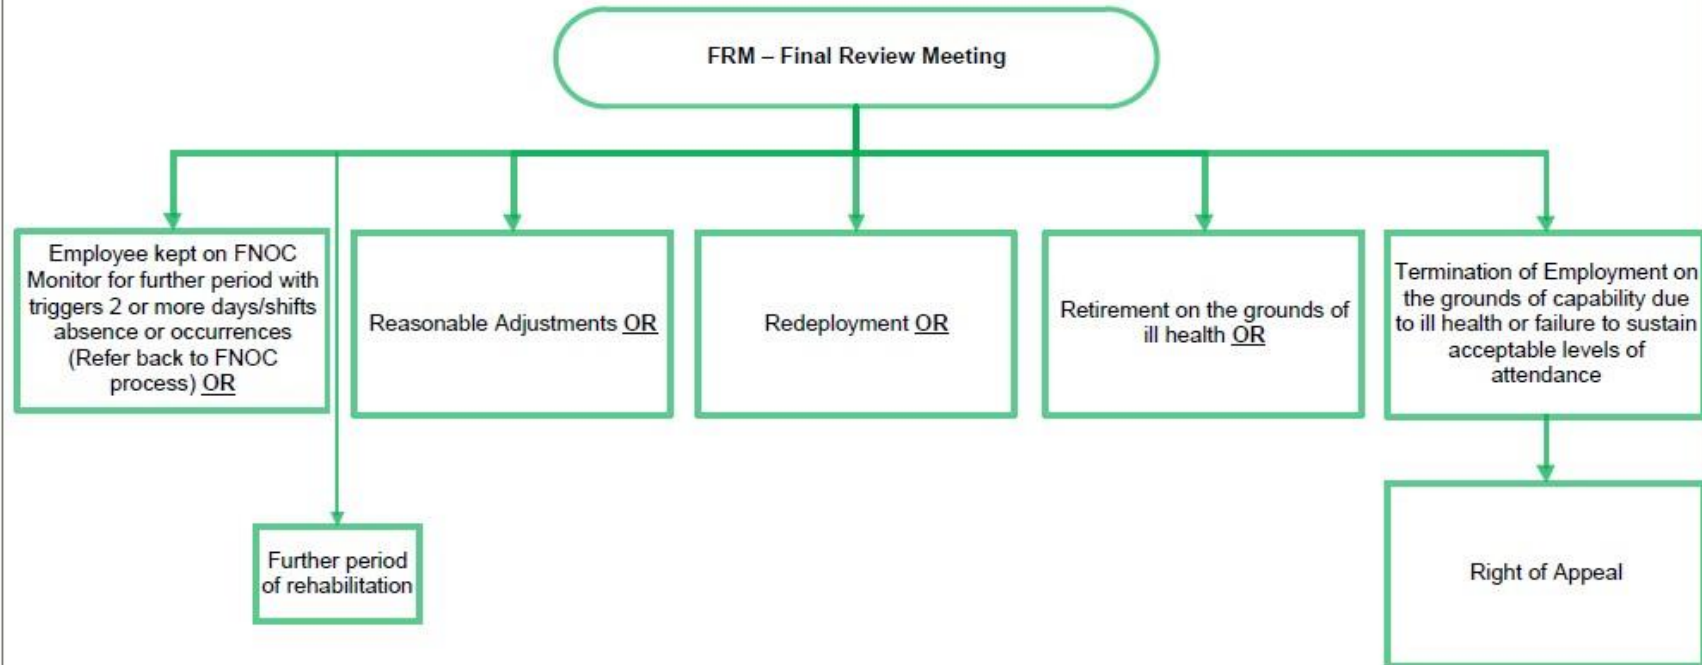 FRM – Final Review Meeting
Employee kept on FNOC
Monitor for further period with
triggers 2 or more days/shifts
absence or occurrences
(Refer back to FNOC
process) OR
Reasonable Adjustments OR
Redeployment OR
Retirement on the grounds of
ill health OR
Termination of Employment on
the grounds of capability due
to ill health or failure to sustain
acceptable levels of
attendance
Further period
of rehabilitation
Right of Appeal